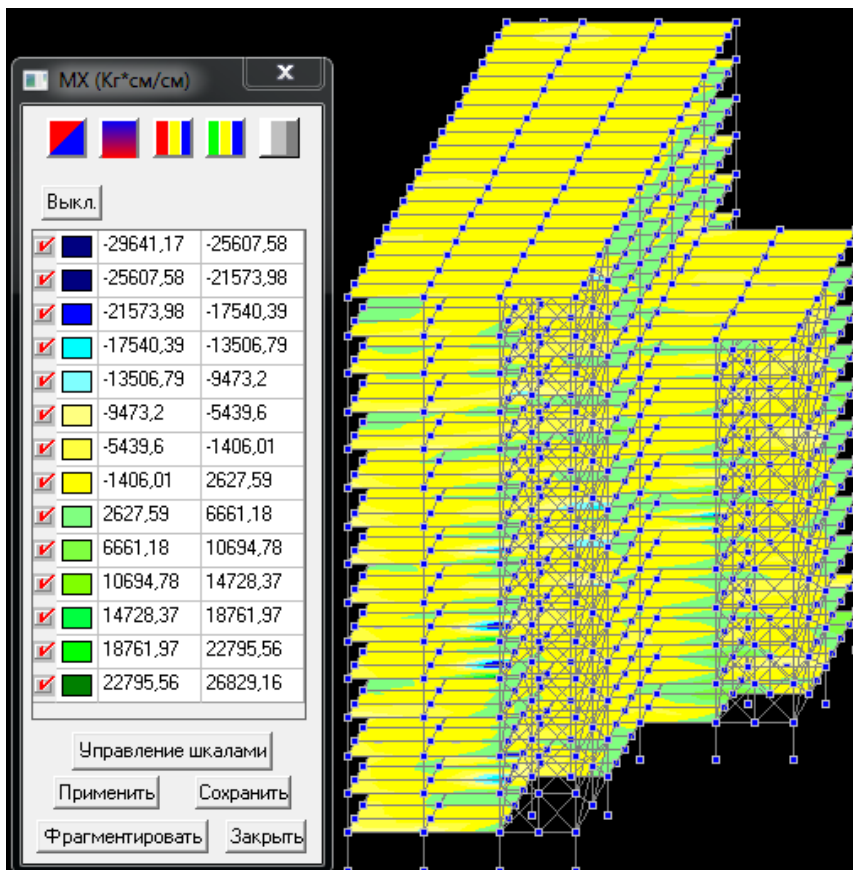 MX (Кг*см/см)
Выкл.
-29641,17 -25607,58
-25607,58 -21573,98
-21573,98 -17540,39
-17540,39 -13506,79
-13506,79 -9473,2
-9473,2 -5439,6
-5439,6 -1406,01
-1406,01 2627,59
2627,59 6661,18
6661,18 10694,78
10694,78 14728,37
14728,37 18761,97
18761,97 22795,56
22795,56 26829,16
Управление шкалами
Применить Сохранить
Фрагментировать Закрыть